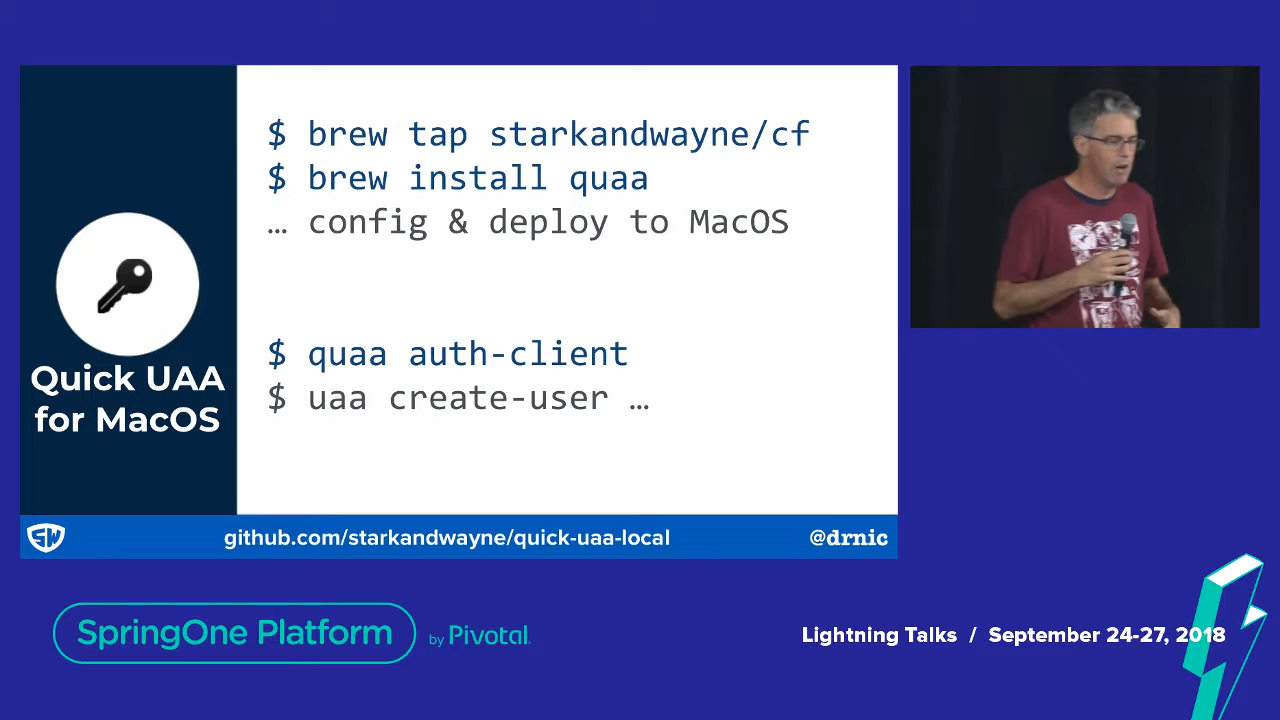 $ brew tap starkandwayne/cf
$ brew install quaa
… config & deploy to MacOS
$ quaa auth-client
$ uaa create-user …
Quick UAA
for MacOS
SW
github.com/starkandwayne/quick-uaa-local
@drnic
SpringOne Platform
by Pivotal.
Lightning Talks / September 24-27, 2018